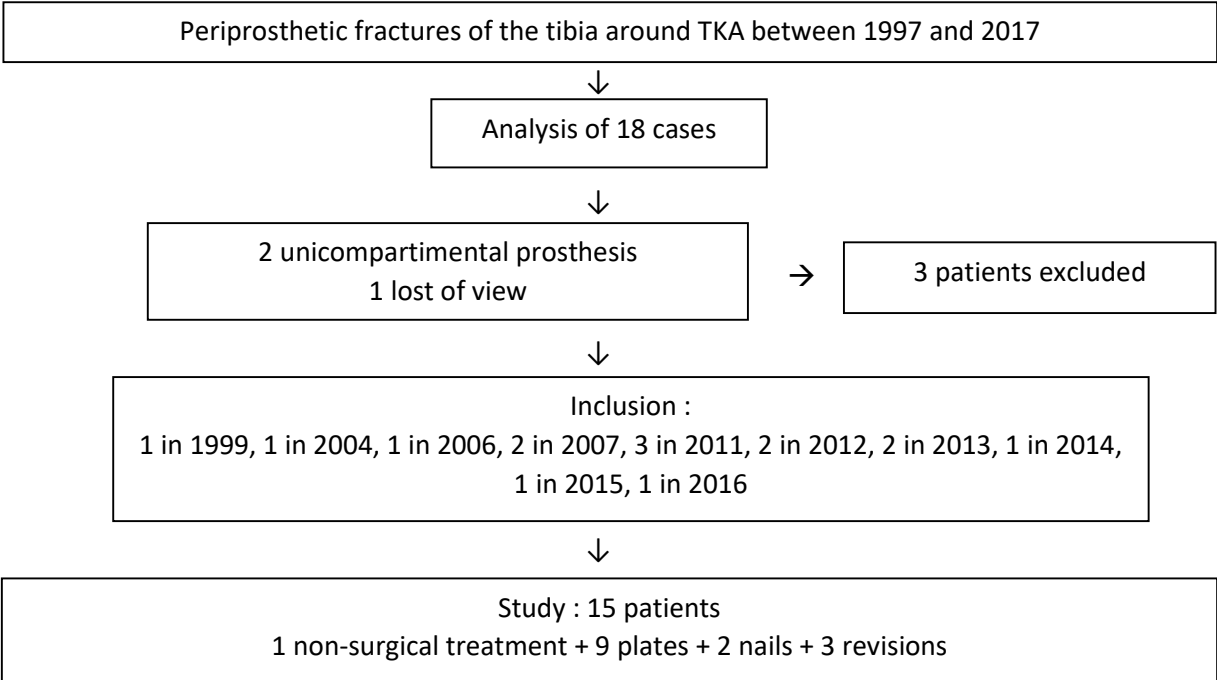 Periprosthetic fractures of the tibia around TKA between 1997 and 2017
↓
Analysis of 18 cases
↓
2 unicompartimental prosthesis
1 lost of view
→
3 patients excluded
↓
Inclusion :
1 in 1999, 1 in 2004, 1 in 2006, 2 in 2007, 3 in 2011, 2 in 2012, 2 in 2013, 1 in 2014,
1 in 2015, 1 in 2016
↓
Study : 15 patients
1 non-surgical treatment + 9 plates + 2 nails + 3 revisions